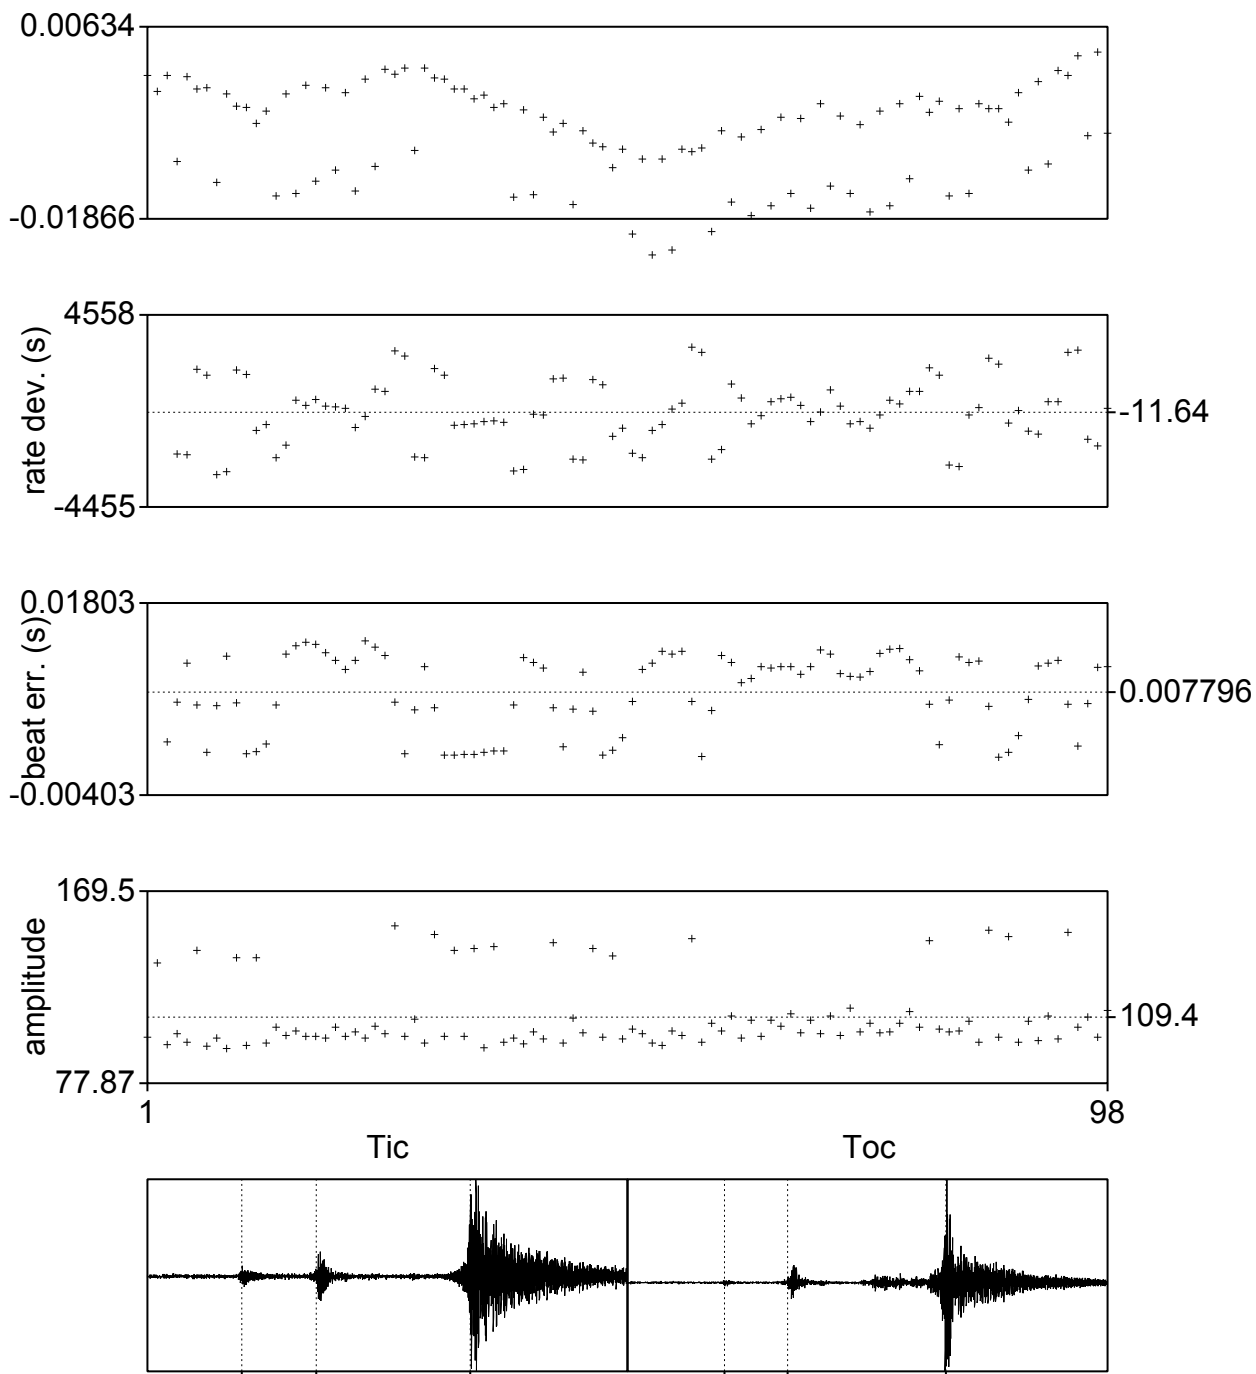 0.00634
-0.01866
4558
rate dev. (s)
-11.64
-4455
0.01803
beat err. (s)
0.007796
-0.00403
169.5
amplitude
109.4
77.87
1
98
Tic
Toc